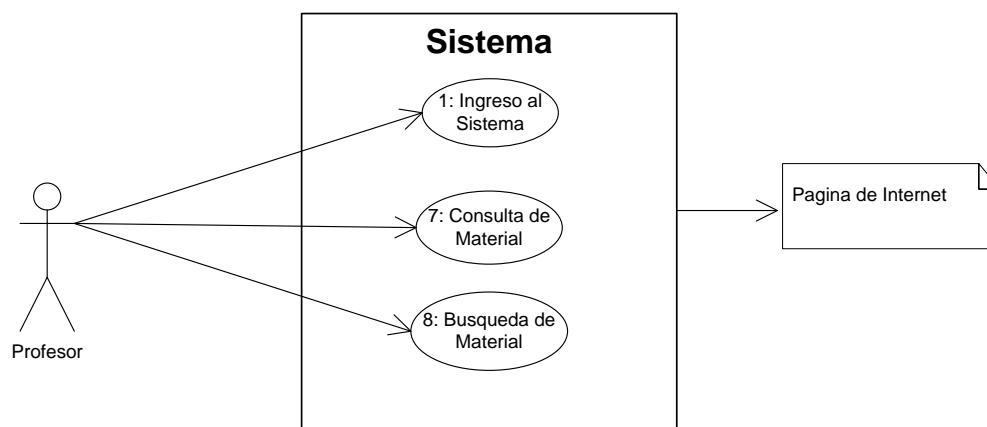 Sistema
1: Ingreso al
Sistema
7: Consulta de
Material
8: Busqueda de
Material
Profesor
Pagina de Internet